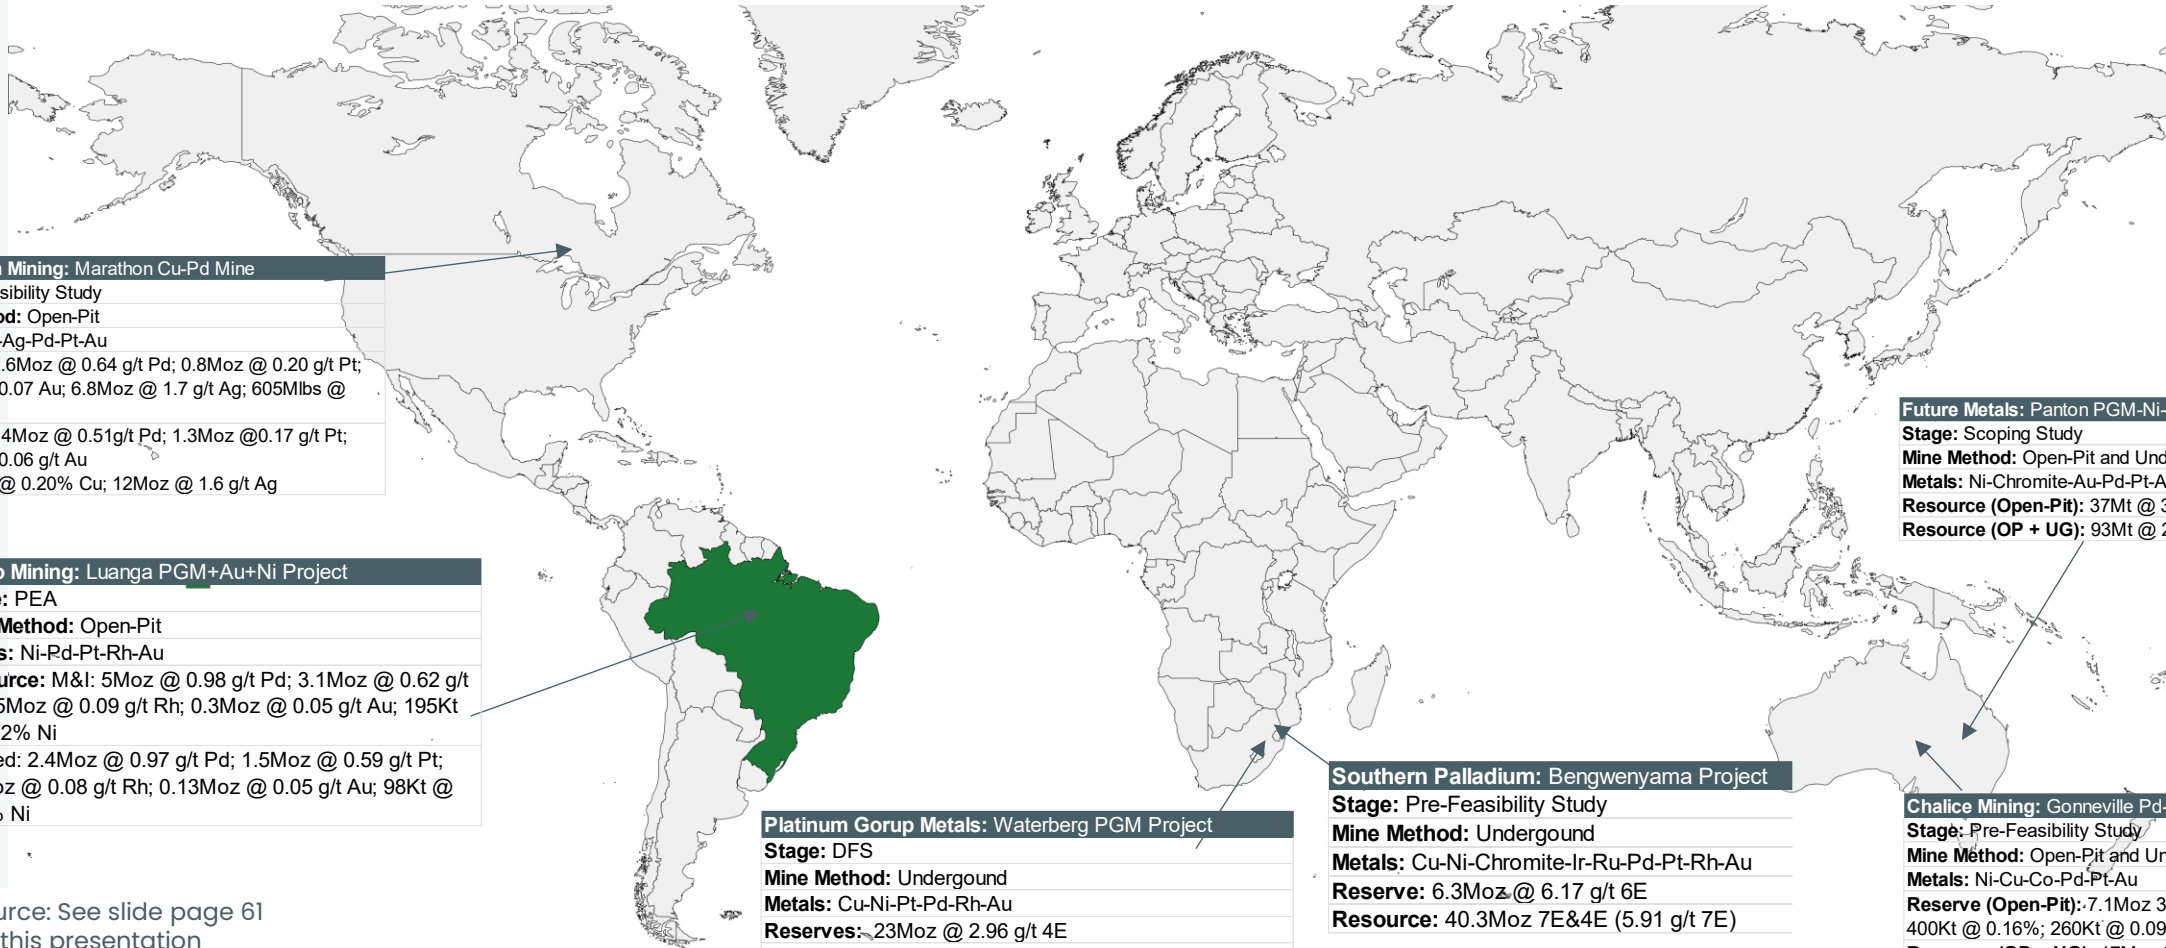 Mining: Marathon Cu-Pd Mine
sibility Study
od: Open-Pit
-Ag-Pd-Pt-Au
.6Moz @ 0.64 g/t Pd; 0.8Moz @ 0.20 g/t Pt;
0.07 Au; 6.8Moz @ 1.7 g/t Ag; 605Mlbs @
4Moz @ 0.51g/t Pd; 1.3Moz @0.17 g/t Pt;
0.06 g/t Au
@ 0.20% Cu; 12Moz @ 1.6 g/t Ag
o Mining: Luanga PGM+Au+Ni Project
: PEA
Method: Open-Pit
s: Ni-Pd-Pt-Rh-Au
urce: M&I: 5Moz @ 0.98 g/t Pd; 3.1Moz @ 0.62 g/t
5Moz @ 0.09 g/t Rh; 0.3Moz @ 0.05 g/t Au; 195Kt
2% Ni
ed: 2.4Moz @ 0.97 g/t Pd; 1.5Moz @ 0.59 g/t Pt;
oz @ 0.08 g/t Rh; 0.13Moz @ 0.05 g/t Au; 98Kt @
Ni
urce: See slide page 61
this presentation
Platinum Gorup Metals: Waterberg PGM Project
Stage: DFS
Mine Method: Undergound
Metals: Cu-Ni-Pt-Pd-Rh-Au
Reserves: 23Moz @ 2.96 g/t 4E
Southern Palladium: Bengwenyama Project
Stage: Pre-Feasibility Study
Mine Method: Undergound
Metals: Cu-Ni-Chromite-Ir-Ru-Pd-Pt-Rh-Au
Reserve: 6.3Moz @ 6.17 g/t 6E
Resource: 40.3Moz 7E&4E (5.91 g/t 7E)
Future Metals: Panton PGM-Ni-
Stage: Scoping Study
Mine Method: Open-Pit and Und
Metals: Ni-Chromite-Au-Pd-Pt-A
Resource (Open-Pit): 37Mt @ 3
Resource (OP + UG): 93Mt @ 2
Chalice Mining: Gonneville Pd-
Stage: Pre-Feasibility Study
Mine Method: Open-Pit and Un
Metals: Ni-Cu-Co-Pd-Pt-Au
Reserve (Open-Pit): 7.1Moz 3
400Kt @ 0.16%; 260Kt @ 0.09